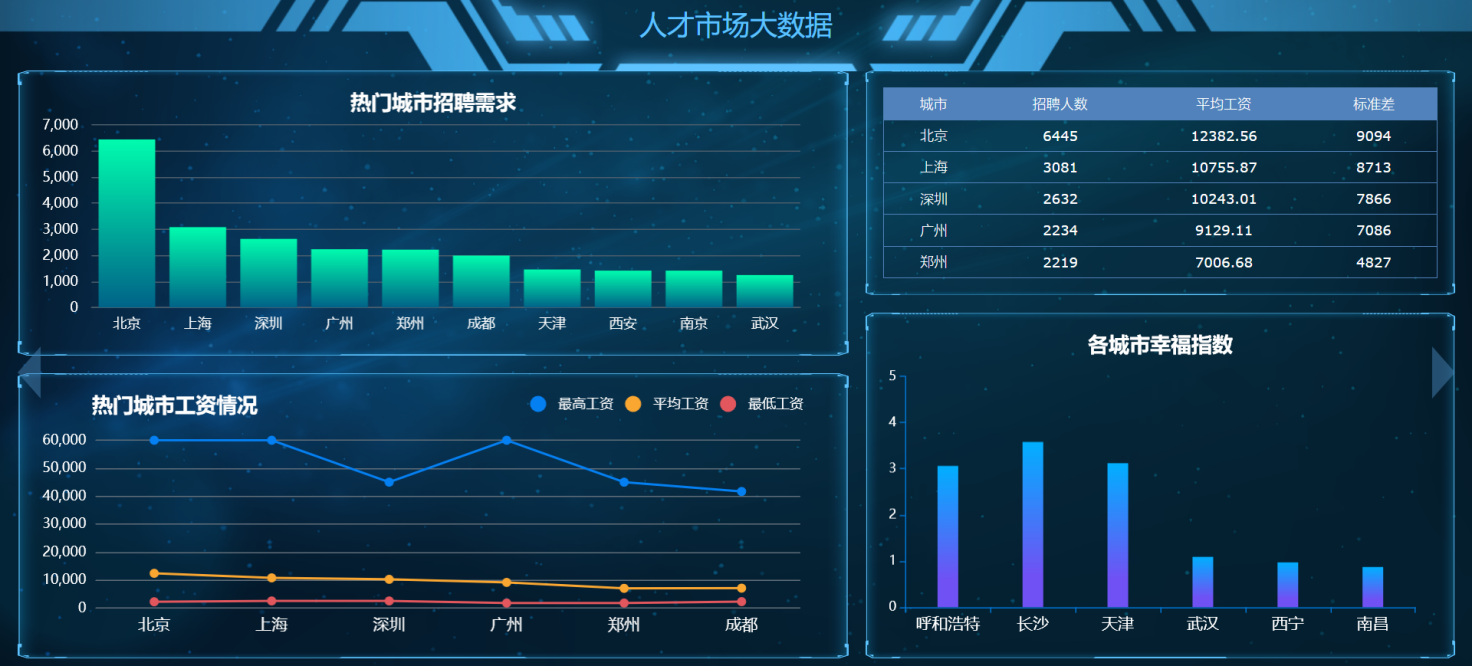 人才市场大数据
热门城市招聘需求
7,000
6,000
5,000
4,000
3,000
2,000
1,000
0
北京 上海 深圳 广州 郑州 成都 天津 西安 南京 武汉
热门城市工资情况
最高工资 平均工资 最低工资
60,000
50,000
40,000
30,000
20,000
10,000
0
北京 上海 深圳 广州 郑州 成都
城市 招聘人数 平均工资 标准差
北京 6445 12382.56 9094
上海 3081 10755.87 8713
深圳 2632 10243.01 7866
广州 2234 9129.11 7086
郑州 2219 7006.68 4827
各城市幸福指数
5
4
3
2
1
0
呼和浩特 长沙 天津 武汉 西宁 南昌